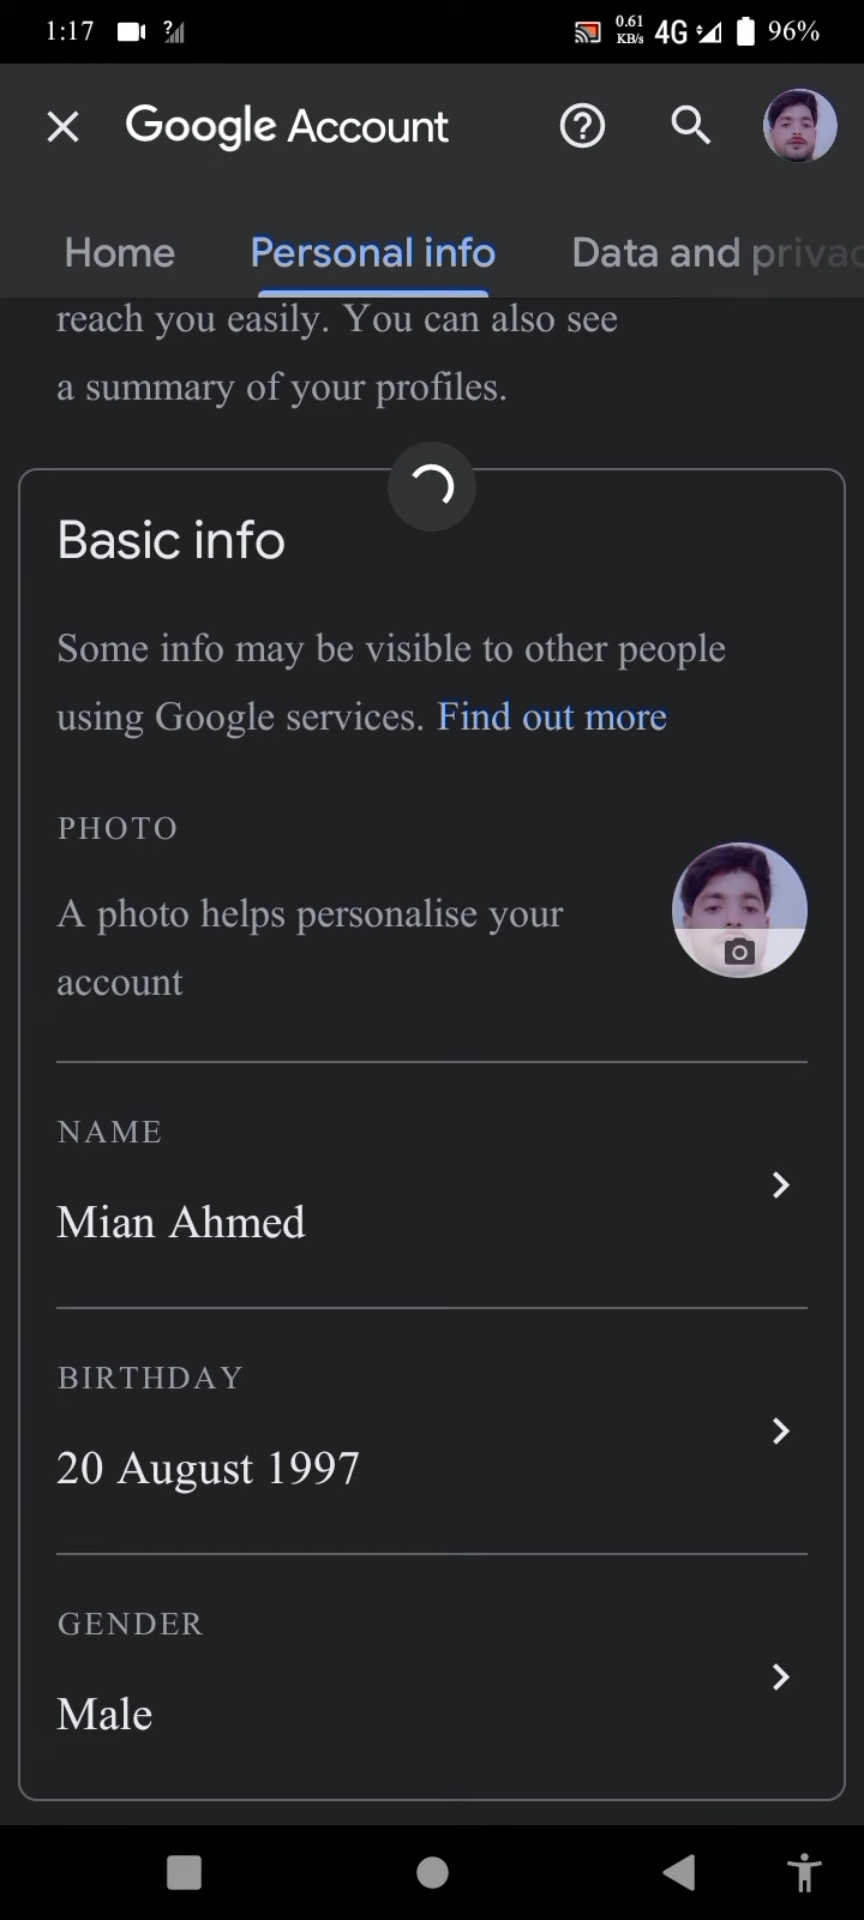 1:17
?
0.61
KB/s
4G
96%
Google Account
Home Personal info Data and privac
reach you easily. You can also see
a summary of your profiles.
Basic info
Some info may be visible to other people
using Google services. Find out more
PHOTO
A photo helps personalise your
account
NAME
Mian Ahmed
BIRTHDAY
20 August 1997
GENDER
Male